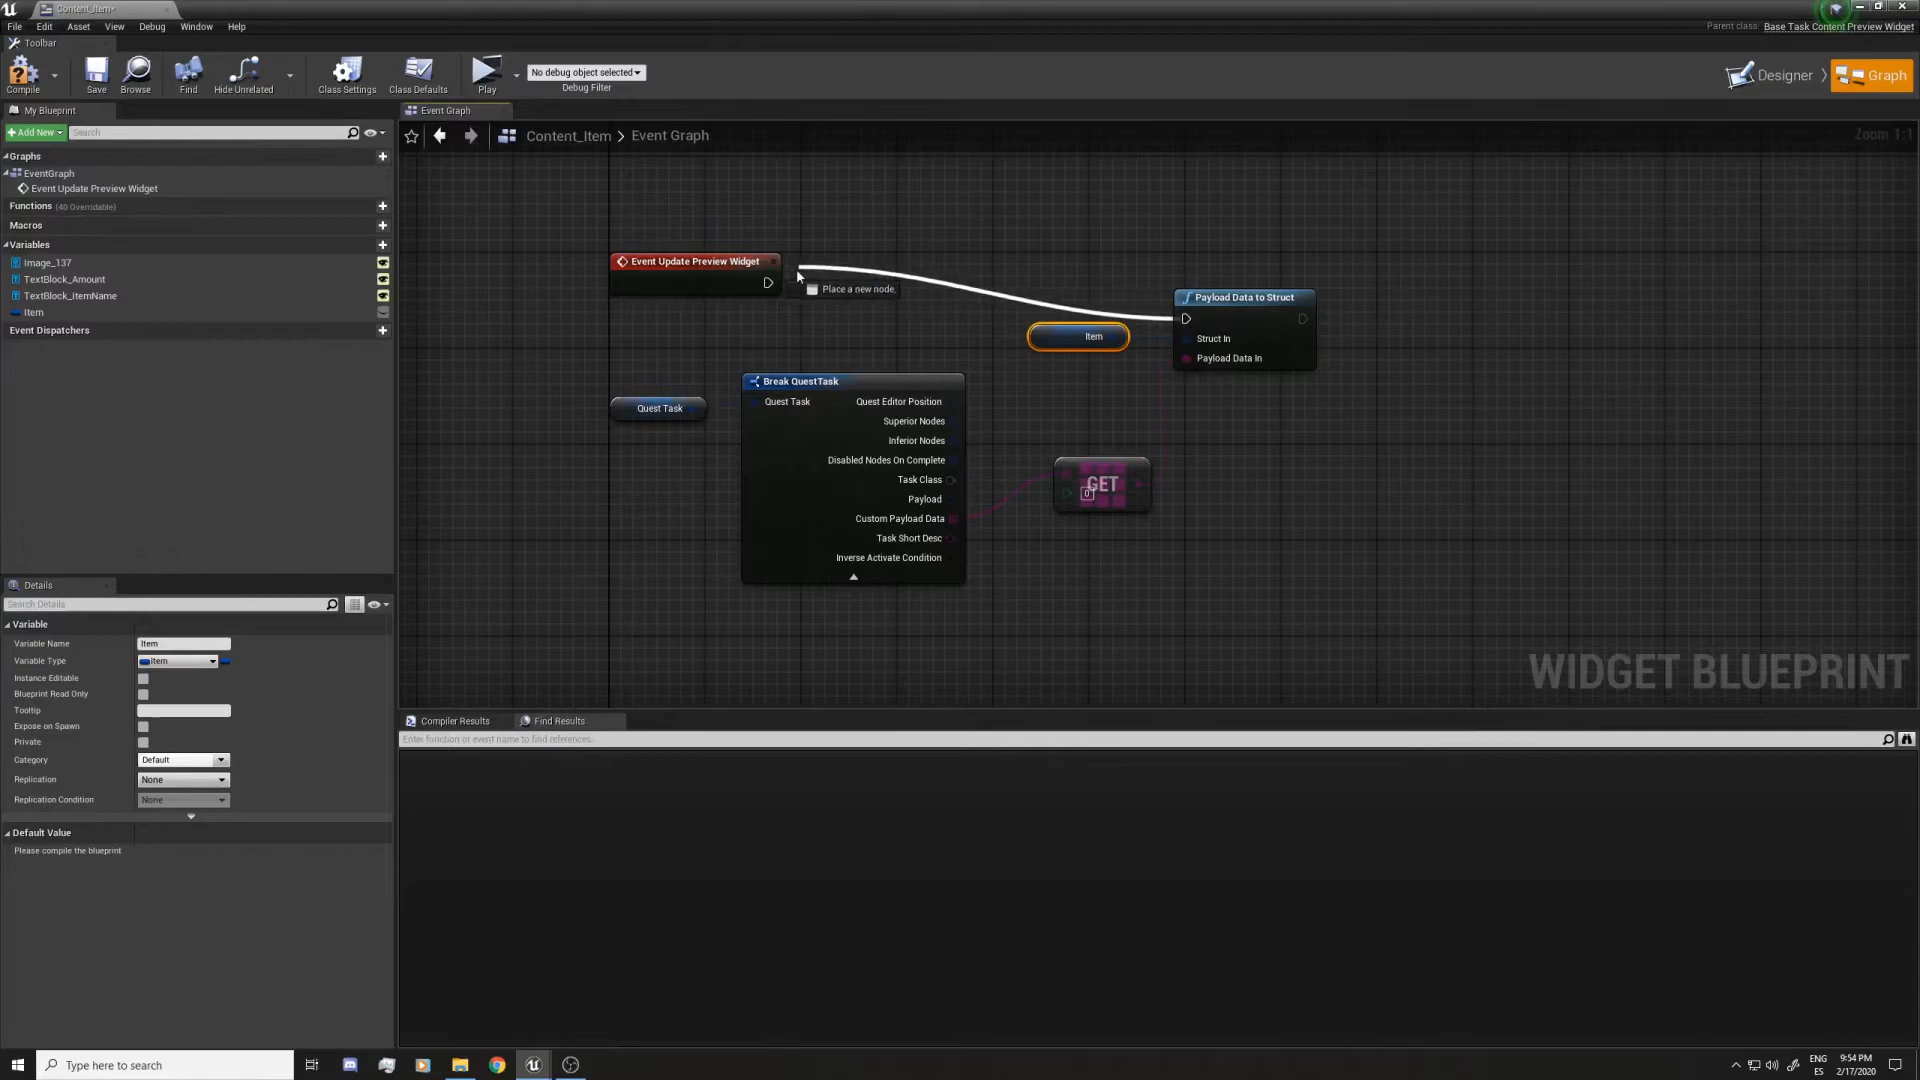 Content_Item*
File Edit Asset View Debug Window Help
Parent class: Base Task Content Preview Widget
Toolbar
Compile Save Browse Find Hide Unrelated Class Settings Class Defaults Play
No debug object selected
Debug Filter
Designer Graph
My Blueprint
Event Graph
+Add New Search
Content_Item > Event Graph
Zoom 1:1
Graphs
EventGraph
Event Update Preview Widget
Functions (40 Overridable)
Macros
Variables
Image_137
TextBlock_Amount
TextBlock_ItemName
Item
Event Dispatchers
Event Update Preview Widget
Place a new node.
Payload Data to Struct
Struct In
Payload Data In
Item
Break QuestTask
Quest Task
Quest Task
Quest Editor Position
Superior Nodes
Inferior Nodes
Disabled Nodes On Complete
Task Class
Payload
Custom Payload Data
Task Short Desc
Inverse Activate Condition
GET
0
WIDGET BLUEPRINT
Details
Search Details
Variable
Variable Name Item
Variable Type Item
Instance Editable
Blueprint Read Only
Tooltip
Expose on Spawn
Private
Category Default
Replication None
Replication Condition None
Default Value
Please compile the blueprint
Compiler Results
Find Results
Enter function or event name to find references...
Type here to search
ENG
ES
9:54 PM
2/17/2020